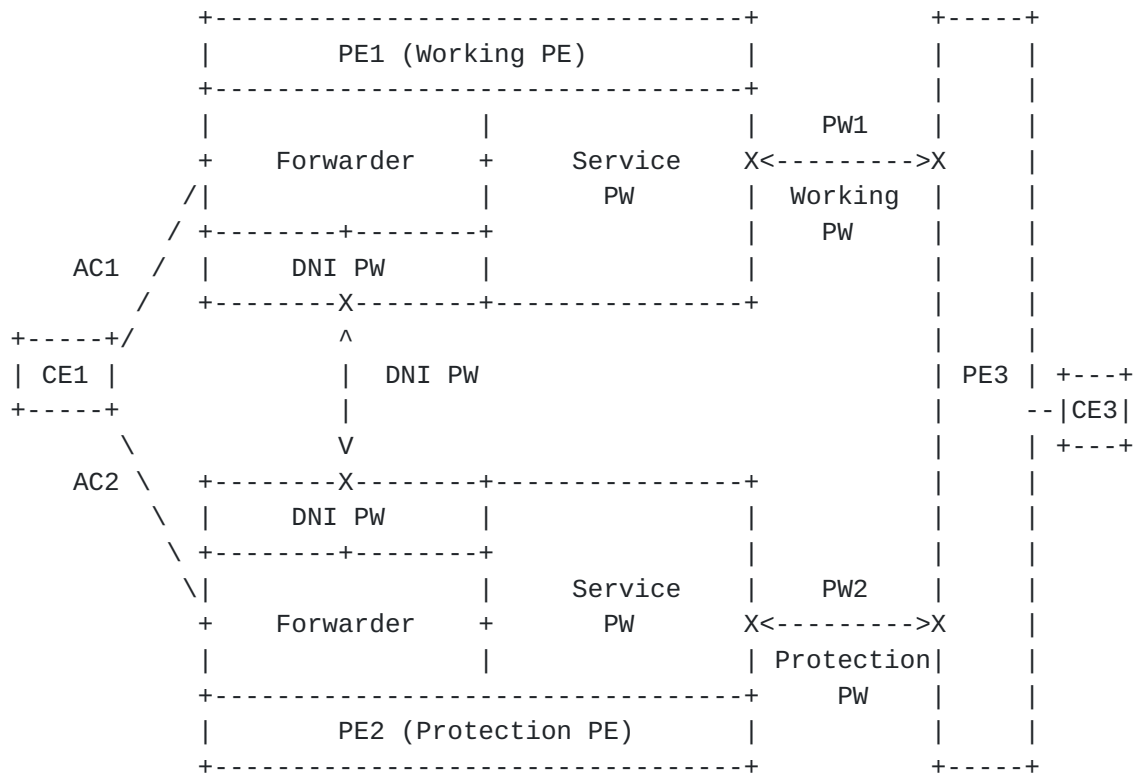 PE1 (Working PE)
PW1
Forwarder Service
PW Working
PW
AC1 DNI PW
CE1 DNI PW PE3
CE3
AC2
DNI PW
Service PW2
Forwarder PW
Protection
PW
PE2 (Protection PE)